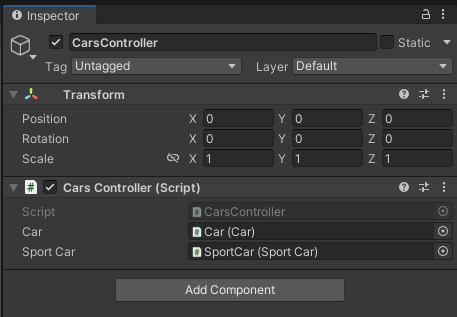 Inspector
CarsController Static
Tag Untagged Layer Default
Transform
Position X 0 Y 0 Z 0
Rotation X 0 Y 0 Z 0
Scale X 1 Y 1 Z 1
# Cars Controller (Script)
Script # CarsController
Car # Car (Car)
Sport Car # SportCar (Sport Car)
Add Component